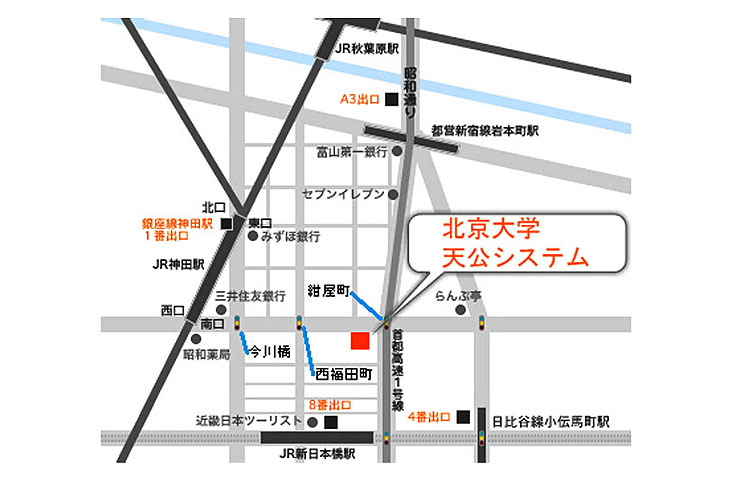 JR秋葉原駅
昭和通り
A3出口
都営新宿線岩本町駅
富山第一銀行
セブンイレブン
北口
銀座線神田駅
1番出口
東口
みずほ銀行
北京大学
天公システム
JR神田駅
紺屋町
三井住友銀行
らんぷ亭
西口
南口
昭和薬局
今川橋
首都高速1号線
西福田町
8番出口
近畿日本ツーリスト
4番出口
日比谷線小伝馬町駅
JR新日本橋駅